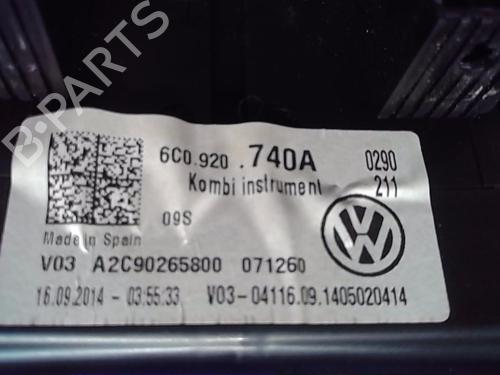 B-PARTS
6C0.920 .740A 0290
Kombi instrument 211
09S
Made in Spain
V03 A2C90265800 071260
16.09.2014 - 03:55:33 V03-04116.09.1405020414